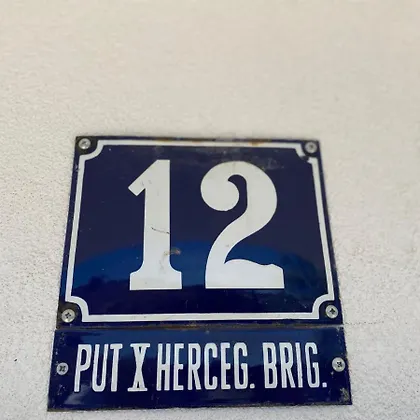 12
PUT X HERCEG. BRIG.